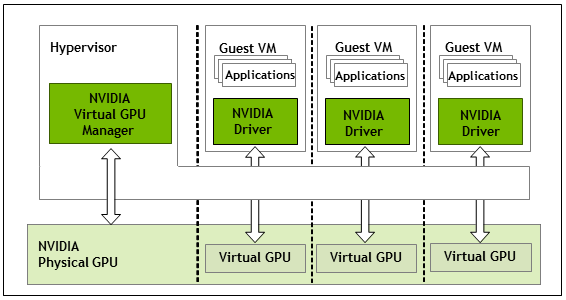 Hypervisor
NVIDIA
Virtual GPU
Manager
Guest VM
Applications
NVIDIA
Driver
Guest VM
Applications
NVIDIA
Driver
Guest VM
Applications
NVIDIA
Driver
NVIDIA
Physical GPU
Virtual GPU
Virtual GPU
Virtual GPU